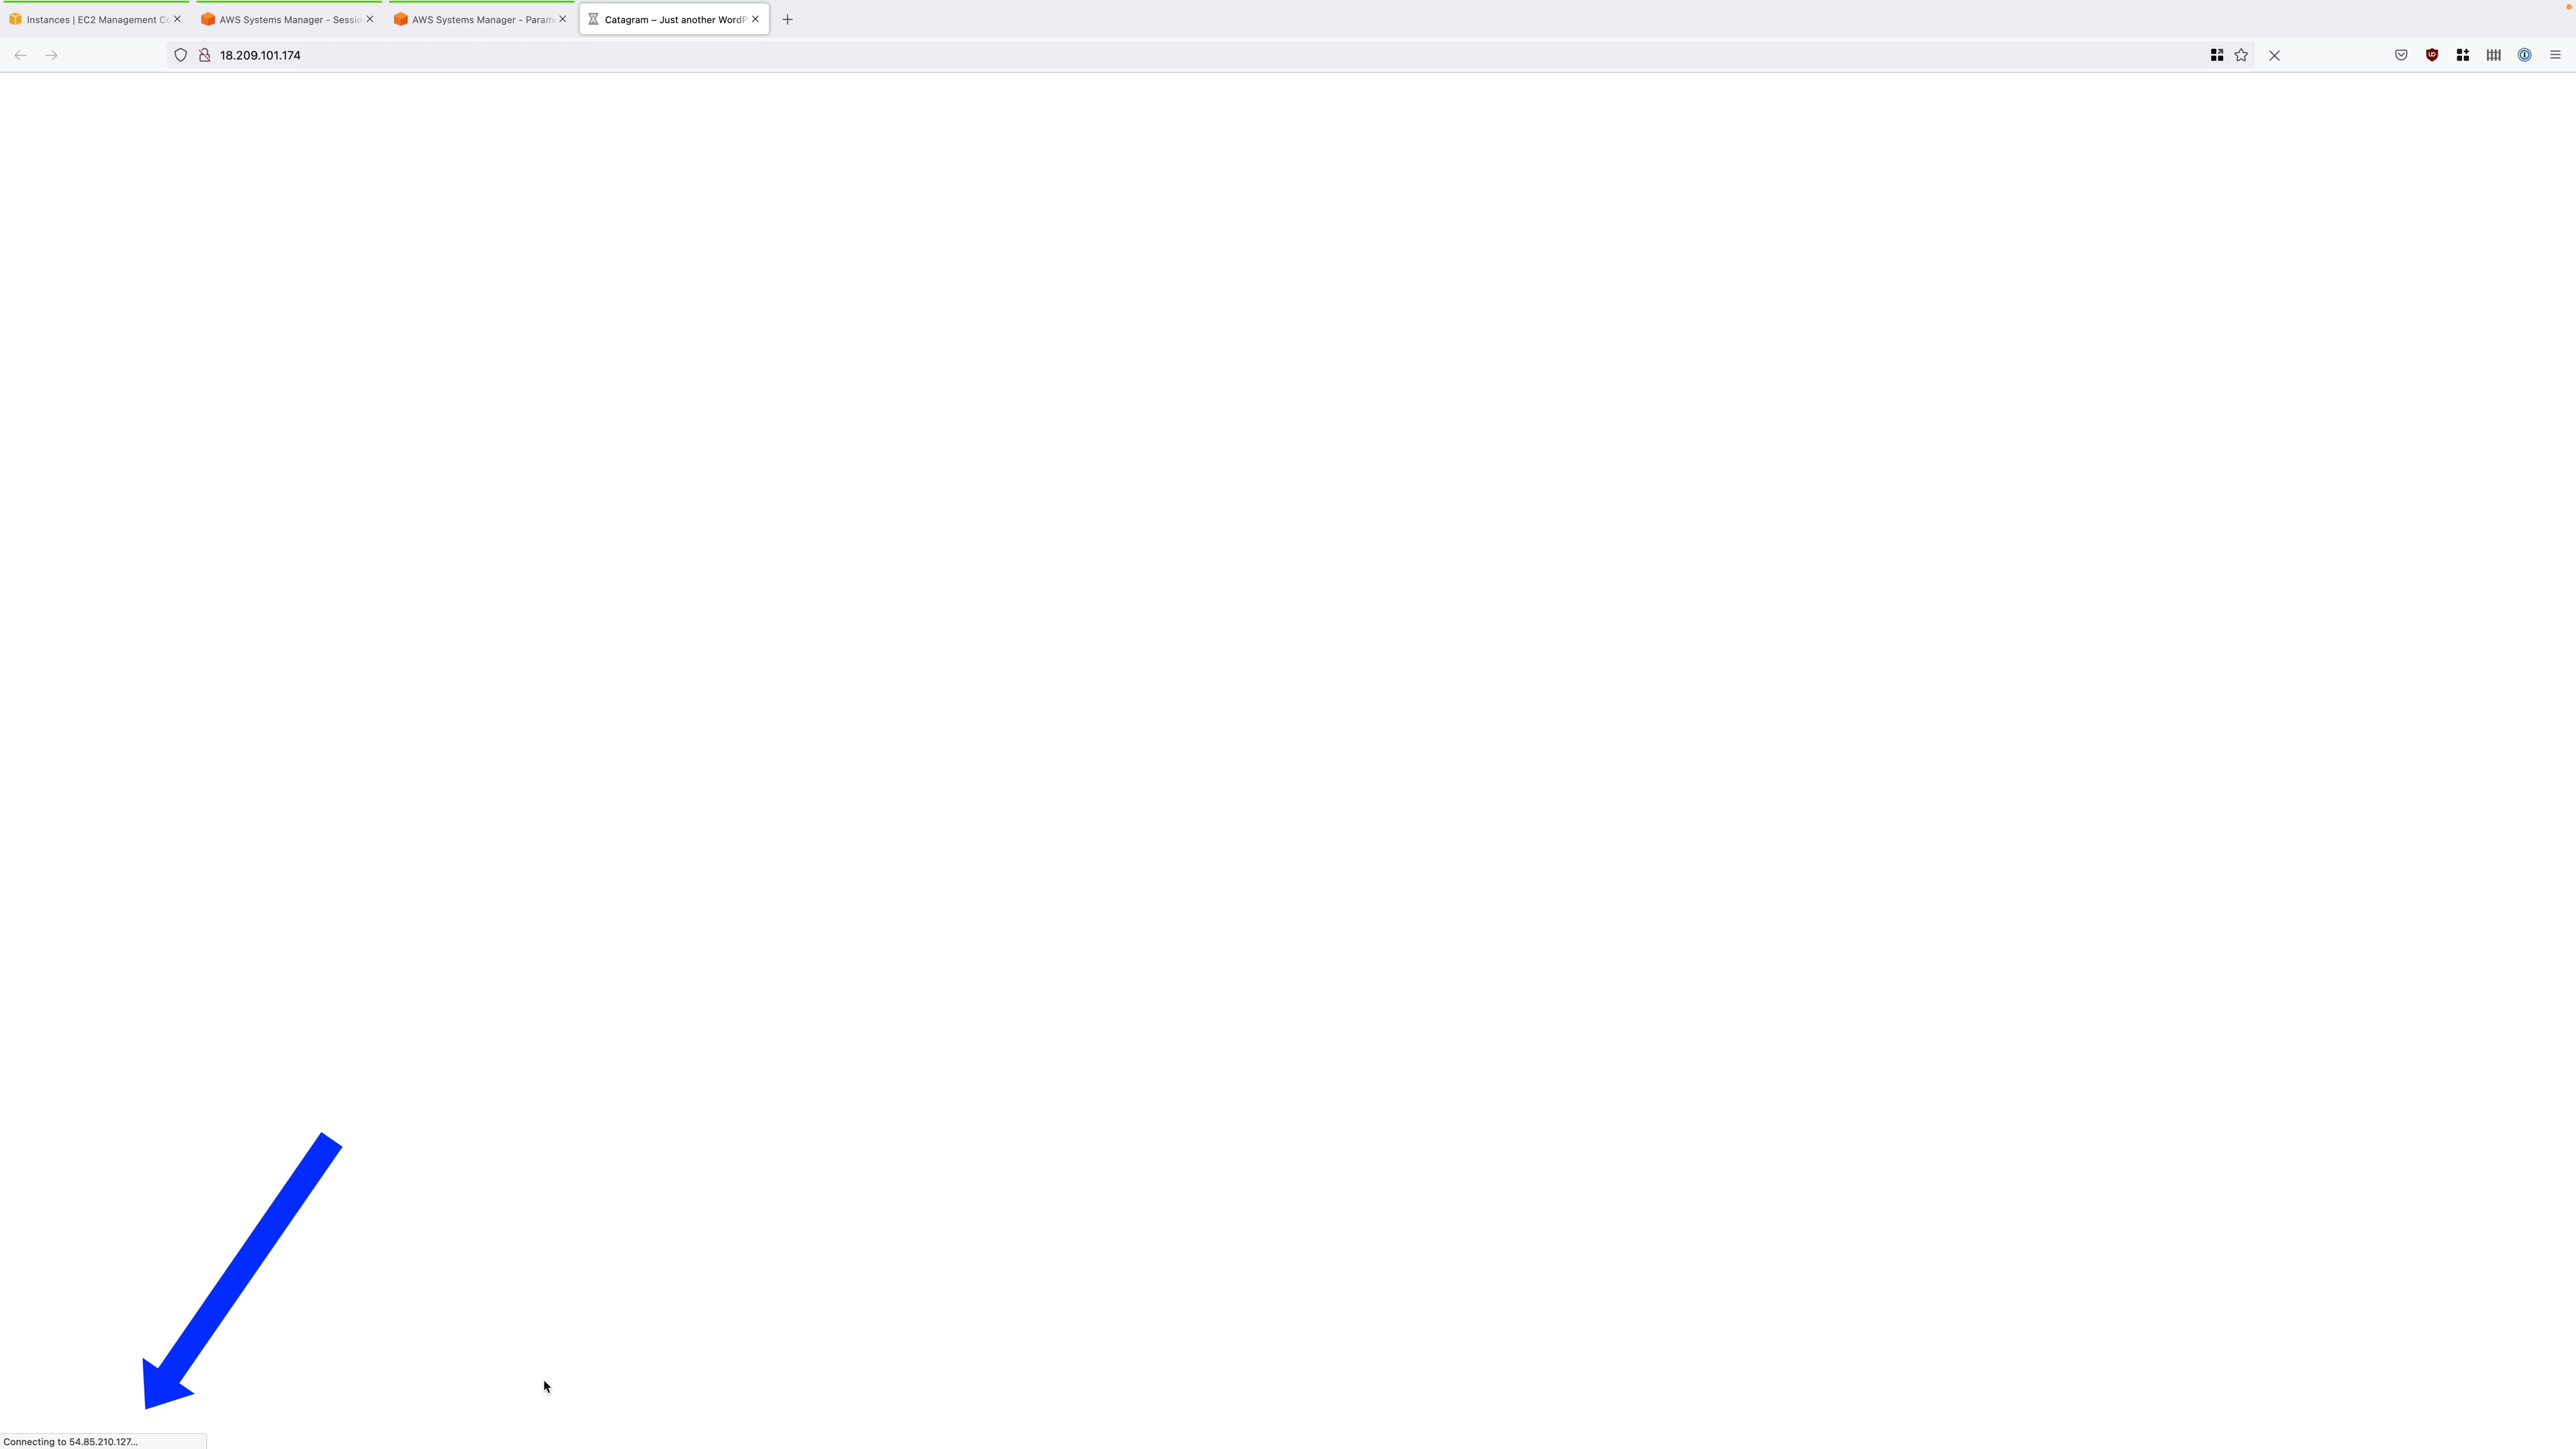 Instances | EC2 Management Co
AWS Systems Manager - Sessio
AWS Systems Manager - Param
Catagram – Just another WordP
18.209.101.174
Connecting to 54.85.210.127...